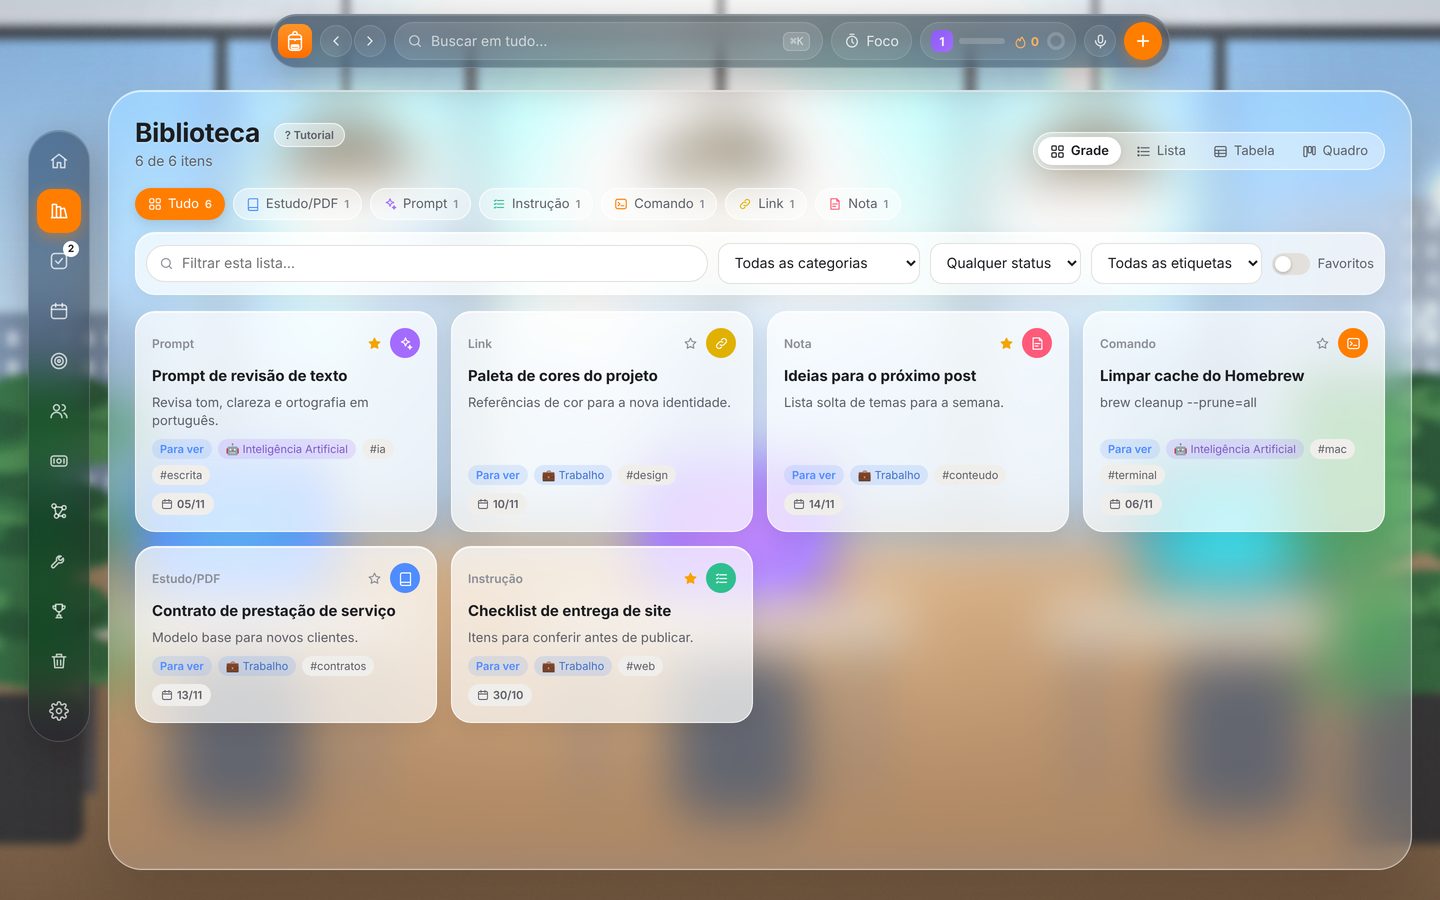 Buscar em tudo...
⌘K
Foco
1
0
Biblioteca
? Tutorial
6 de 6 itens
Grade
Lista
Tabela
Quadro
2
Tudo 6
Estudo/PDF 1
Prompt 1
Instrução 1
Comando 1
Link 1
Nota 1
Filtrar esta lista...
Todas as categorias
Qualquer status
Todas as etiquetas
Favoritos
Prompt
Prompt de revisão de texto
Revisa tom, clareza e ortografia em
português.
Para ver
🤖 Inteligência Artificial
#ia
#escrita
05/11
Link
Paleta de cores do projeto
Referências de cor para a nova identidade.
Para ver
💼 Trabalho
#design
10/11
Nota
Ideias para o próximo post
Lista solta de temas para a semana.
Para ver
💼 Trabalho
#conteudo
14/11
Comando
Limpar cache do Homebrew
brew cleanup --prune=all
Para ver
🤖 Inteligência Artificial
#mac
#terminal
06/11
Estudo/PDF
Contrato de prestação de serviço
Modelo base para novos clientes.
Para ver
💼 Trabalho
#contratos
13/11
Instrução
Checklist de entrega de site
Itens para conferir antes de publicar.
Para ver
💼 Trabalho
#web
30/10